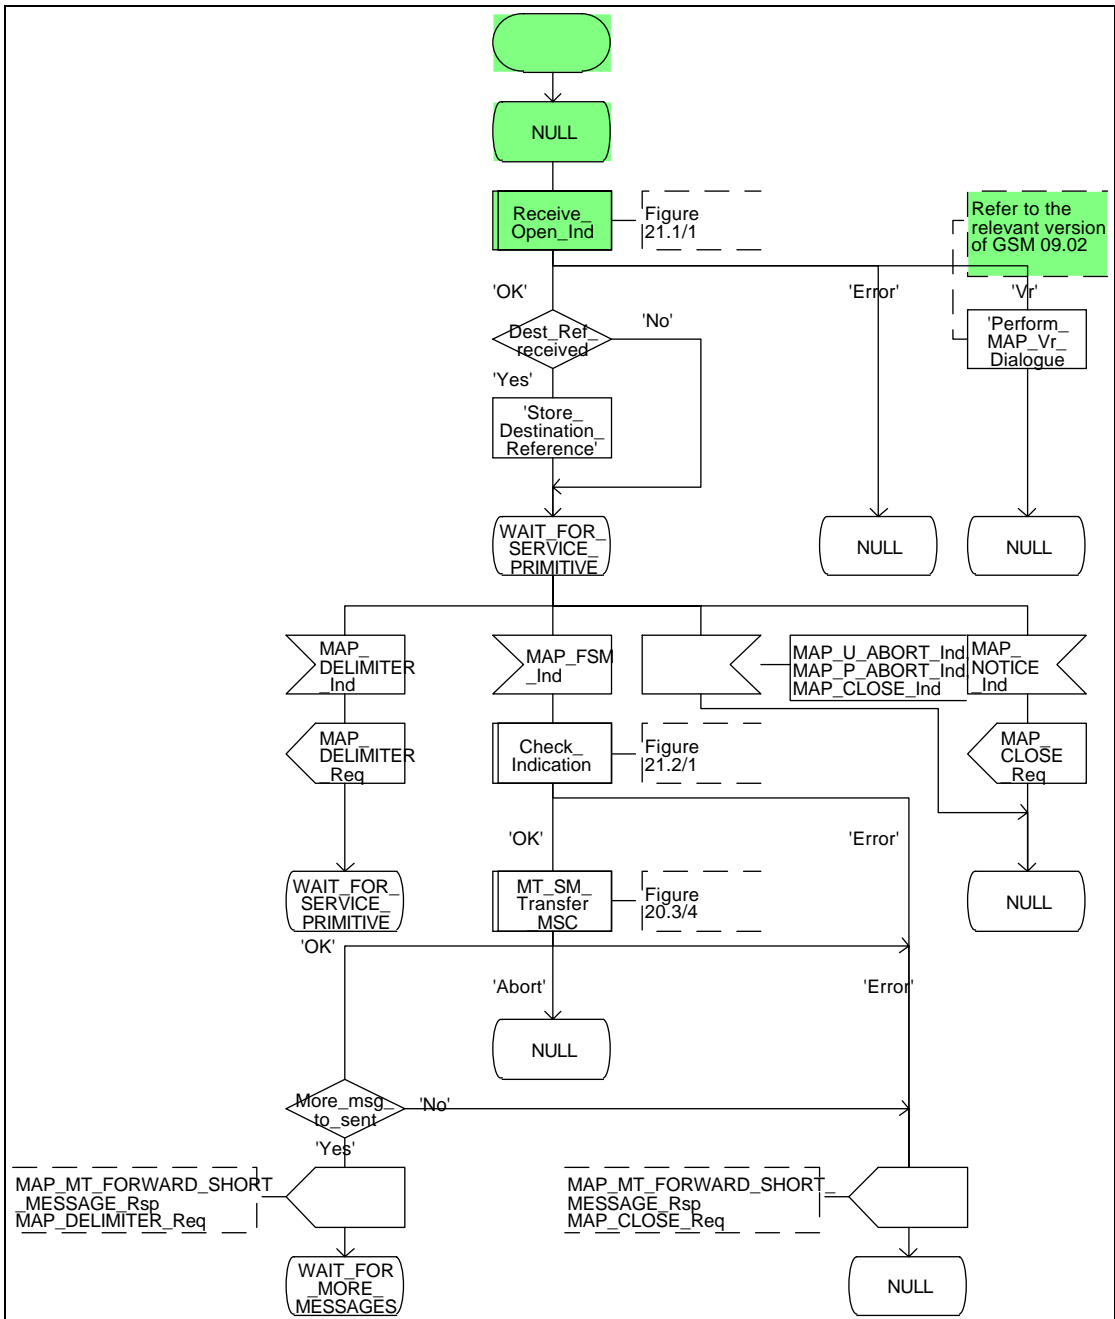 NULL
Receive_
Open_Ind
Figure
21.1/1
Refer to the
relevant version
of GSM 09.02
'OK'
'Error'
'Vr'
Dest_Ref_
received
'No'
'Perform_
MAP_Vr_
Dialogue
'Yes'
'Store_
Destination_
Reference'
WAIT_FOR_
SERVICE_
PRIMITIVE
NULL
NULL
MAP_
DELIMITER
_Ind
MAP_FSM
_Ind
MAP_U_ABORT_Ind
MAP_P_ABORT_Ind
MAP_CLOSE_Ind
MAP_
NOTICE
_Ind
MAP_
DELIMITER
_Req
Check_
Indication
Figure
21.2/1
MAP_
CLOSE
_Req
'OK'
'Error'
WAIT_FOR_
SERVICE_
PRIMITIVE
MT_SM_
Transfer
_MSC
Figure
20.3/4
NULL
'OK'
'Abort'
'Error'
NULL
More_msg_
to_sent
'No'
'Yes'
MAP_MT_FORWARD_SHORT
_MESSAGE_Rsp
MAP_DELIMITER_Req
MAP_MT_FORWARD_SHORT_
MESSAGE_Rsp
MAP_CLOSE_Req
WAIT_FOR
_MORE_
MESSAGES
NULL